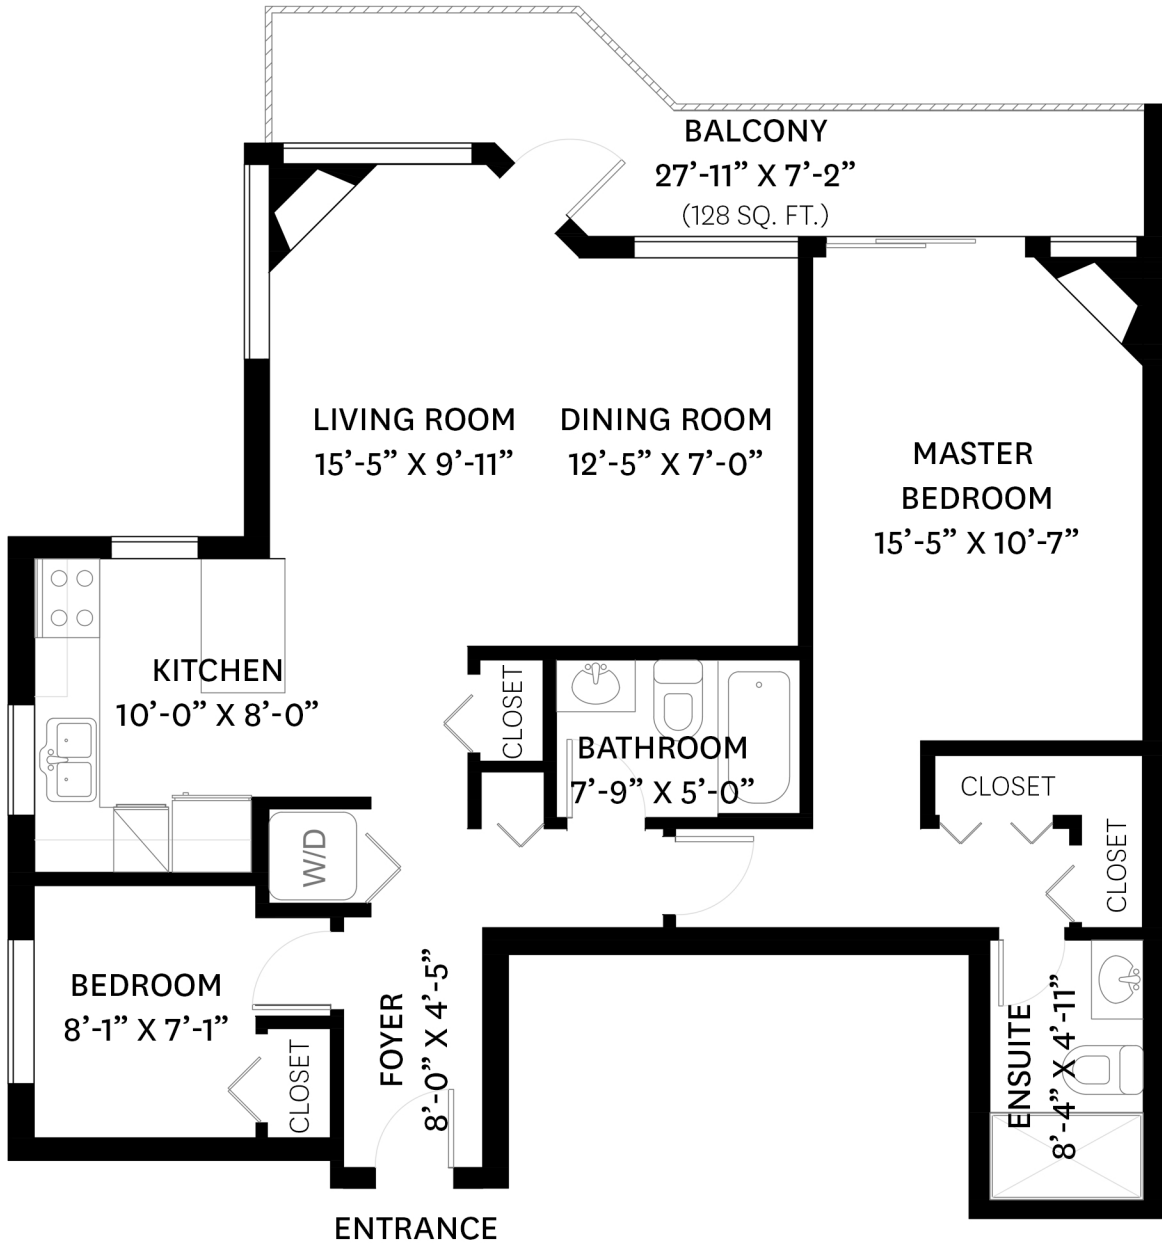 BALCONY
27’-11” X 7’-2”
(128 SQ. FT.)
LIVING ROOM
15’-5” X 9’-11”
DINING ROOM
12’-5” X 7’-0”
MASTER
BEDROOM
15’-5” X 10’-7”
KITCHEN
10’-0” X 8’-0”
CLOSET
BATHROOM
7’-9” X 5’-0”
CLOSET
CLOSET
W/D
BEDROOM
8’-1” X 7’-1”
CLOSET
FOYER
8’-0” X 4’-5”
ENSUITE
8’-4” X 4’-11”
ENTRANCE